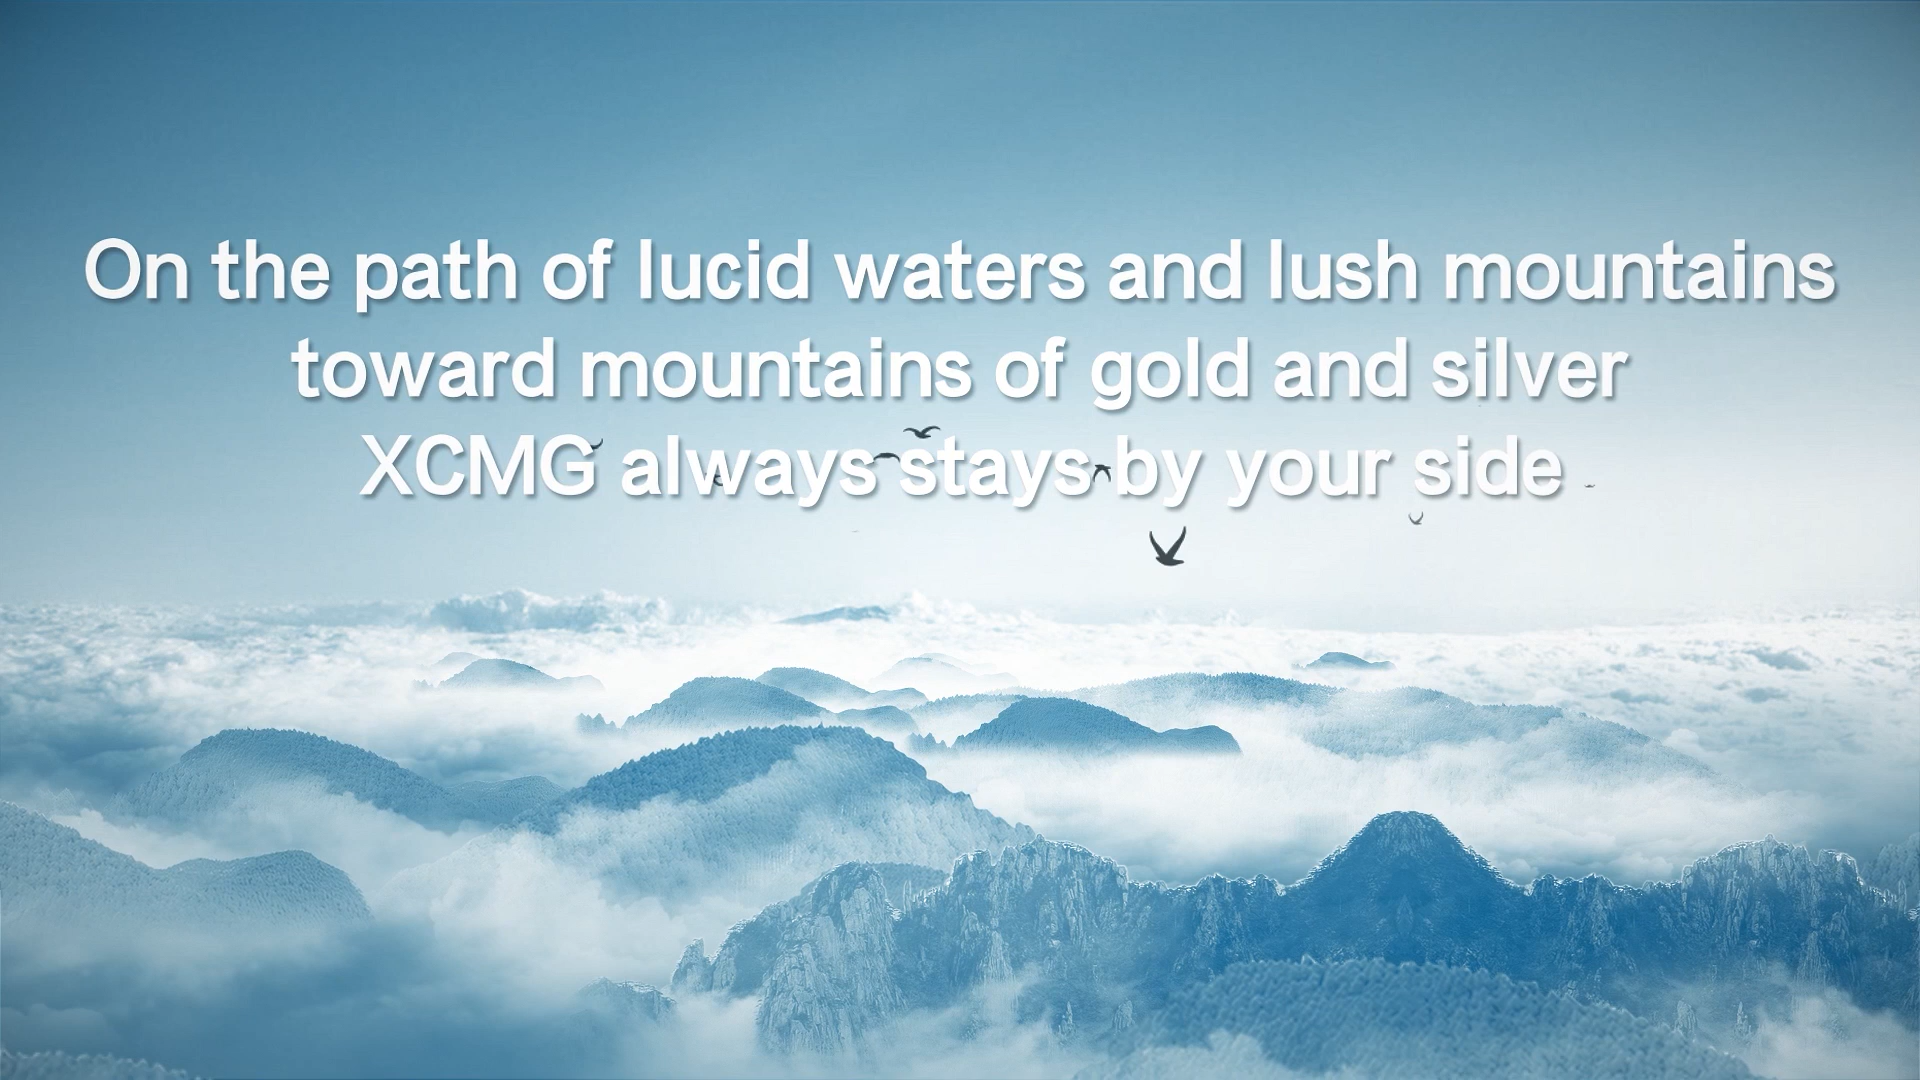 On the path of lucid waters and lush mountains
toward mountains of gold and silver
XCMG always stays by your side